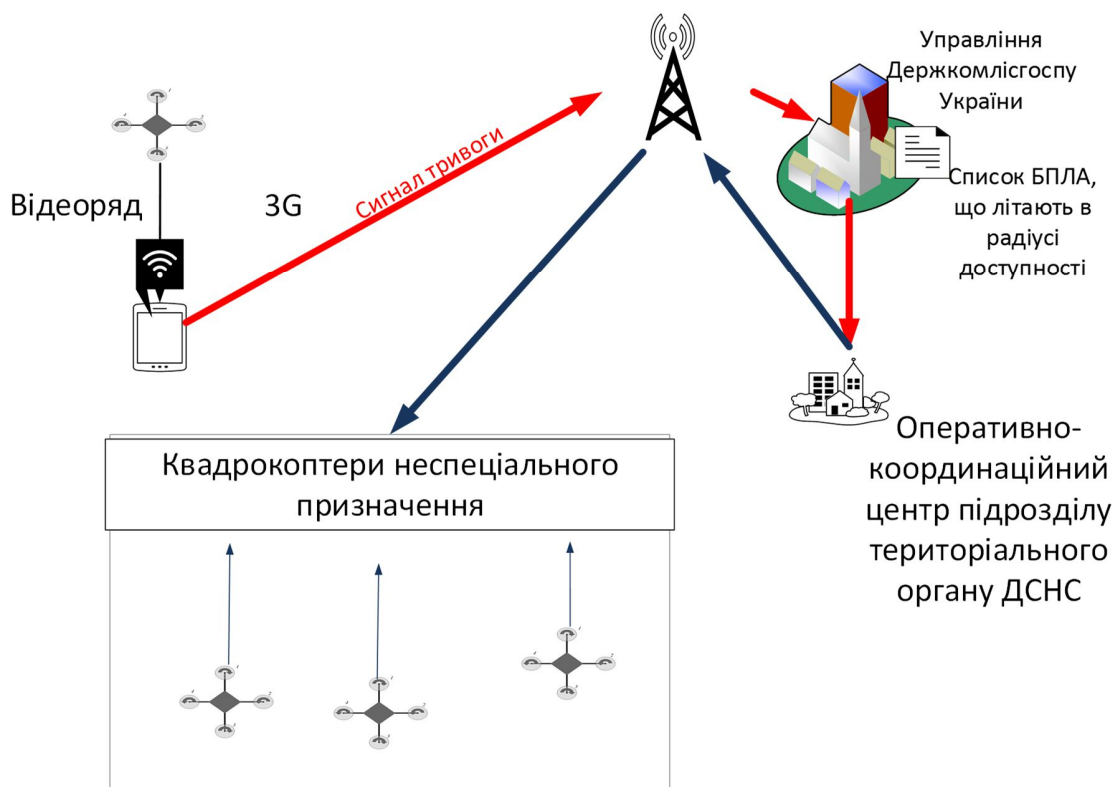 Управління
Держкомлісгоспу
України
Список БПЛА,
що літають в
радіусі
доступності
Відеоряд
3G
Сигнал тривоги
Оперативно-
координаційний
центр підрозділу
територіального
органу ДСНС
Квадрокоптери неспеціального
призначення